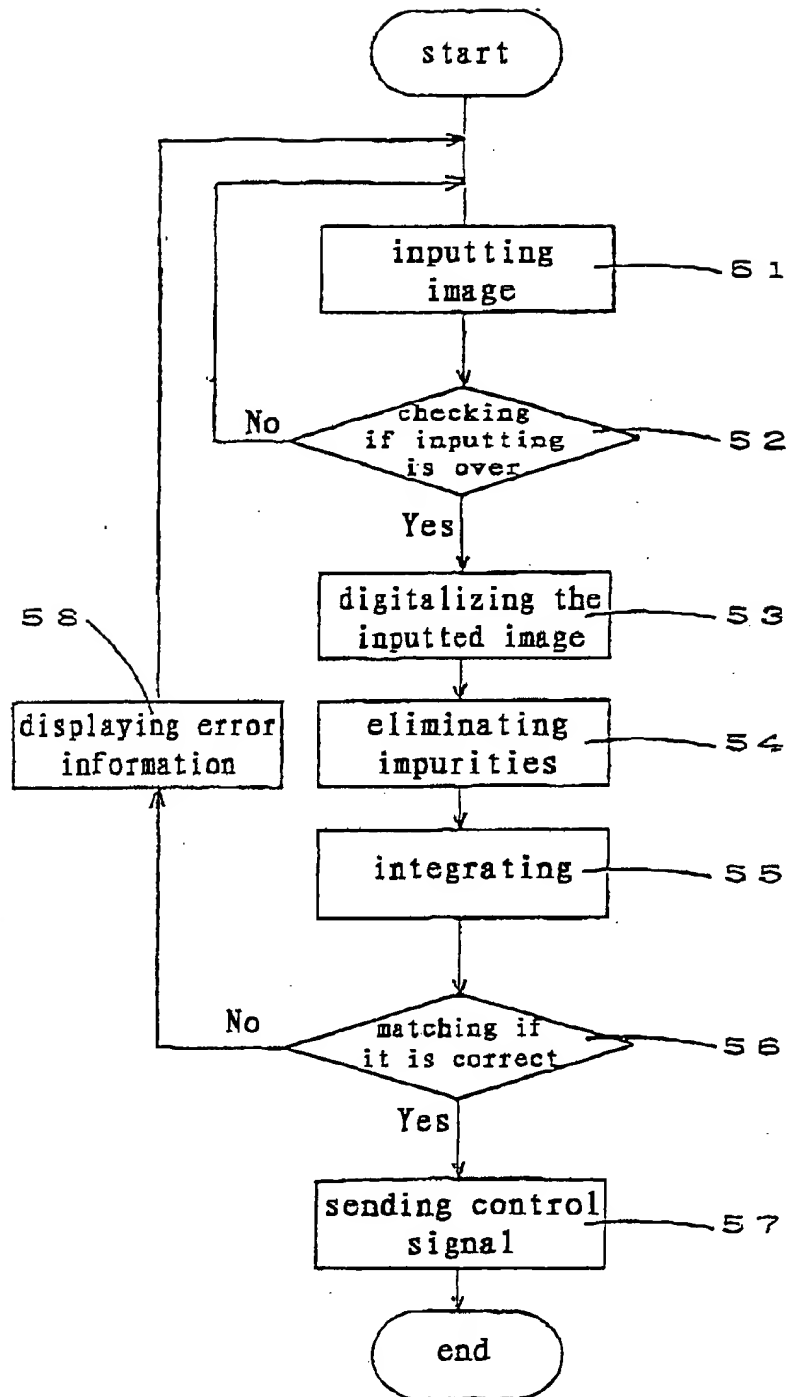 start
inputting
image
51
checking
if inputting
is over
52
No
Yes
digitalizing the
inputted image
53
58
displaying error
information
eliminating
impurities
54
integrating
55
No
matching if
it is correct
56
Yes
sending control
signal
57
end